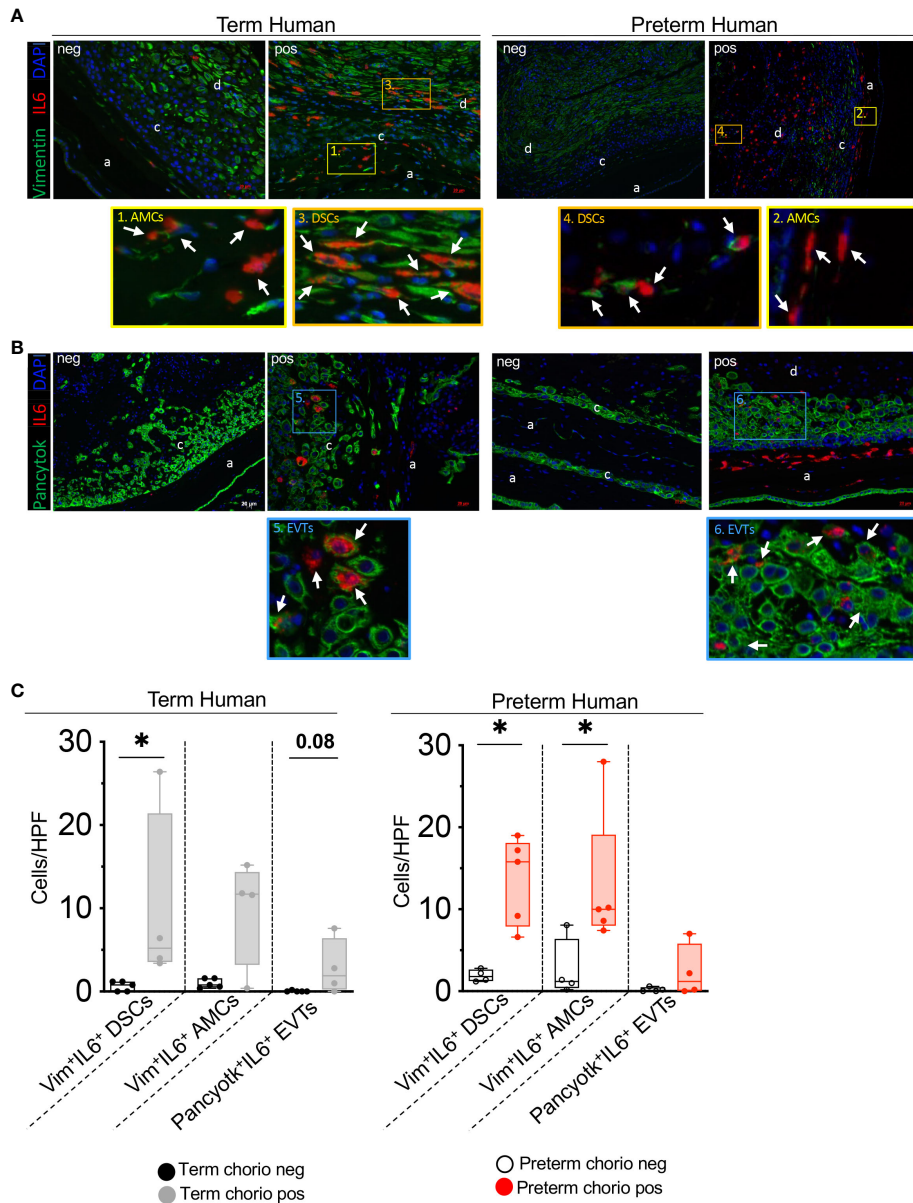 A
Term Human
Preterm Human
Vimentin IL6 DAPI
neg
d
c
a
pos
3.
d
c
1.
a
neg
d
c
a
pos
a
2.
4.
d
c
1. AMCs
3. DSCs
4. DSCs
2. AMCs
B
Pancytok IL6 DAPI
neg
c
a
20 µm
pos
5.
c
a
neg
c
a
c
pos
d
6.
a
5. EVTs
6. EVTs
C
Term Human
Preterm Human
* 0.08
* *
Cells/HPF
30
20
10
0
Vim+IL6+ DSCs
Vim+IL6+ AMCs
Pancyotk+IL6+ EVTs
Cells/HPF
30
20
10
0
Vim+IL6+ DSCs
Vim+IL6+ AMCs
Pancyotk+IL6+ EVTs
Term chorio neg
Term chorio pos
Preterm chorio neg
Preterm chorio pos